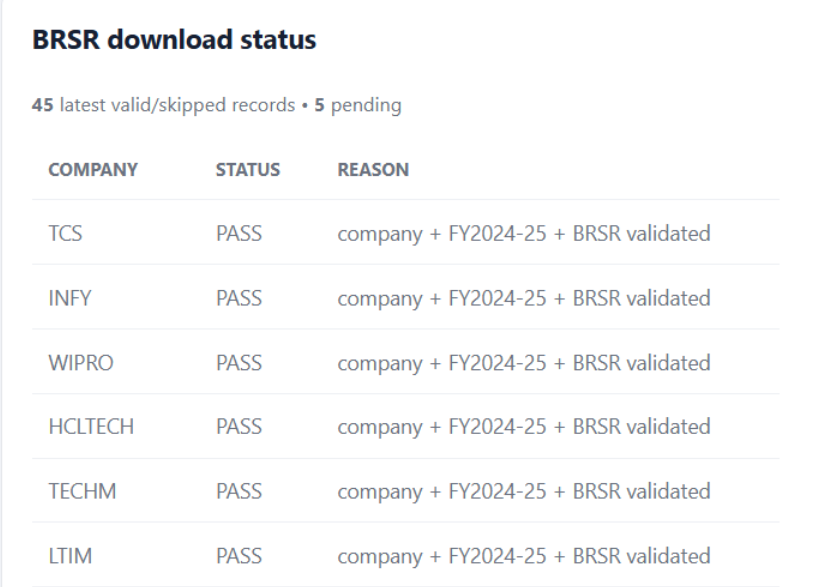 BRSR download status
45 latest valid/skipped records • 5 pending
COMPANY STATUS REASON
TCS PASS company + FY2024-25 + BRSR validated
INFY PASS company + FY2024-25 + BRSR validated
WIPRO PASS company + FY2024-25 + BRSR validated
HCLTECH PASS company + FY2024-25 + BRSR validated
TECHM PASS company + FY2024-25 + BRSR validated
LTIM PASS company + FY2024-25 + BRSR validated